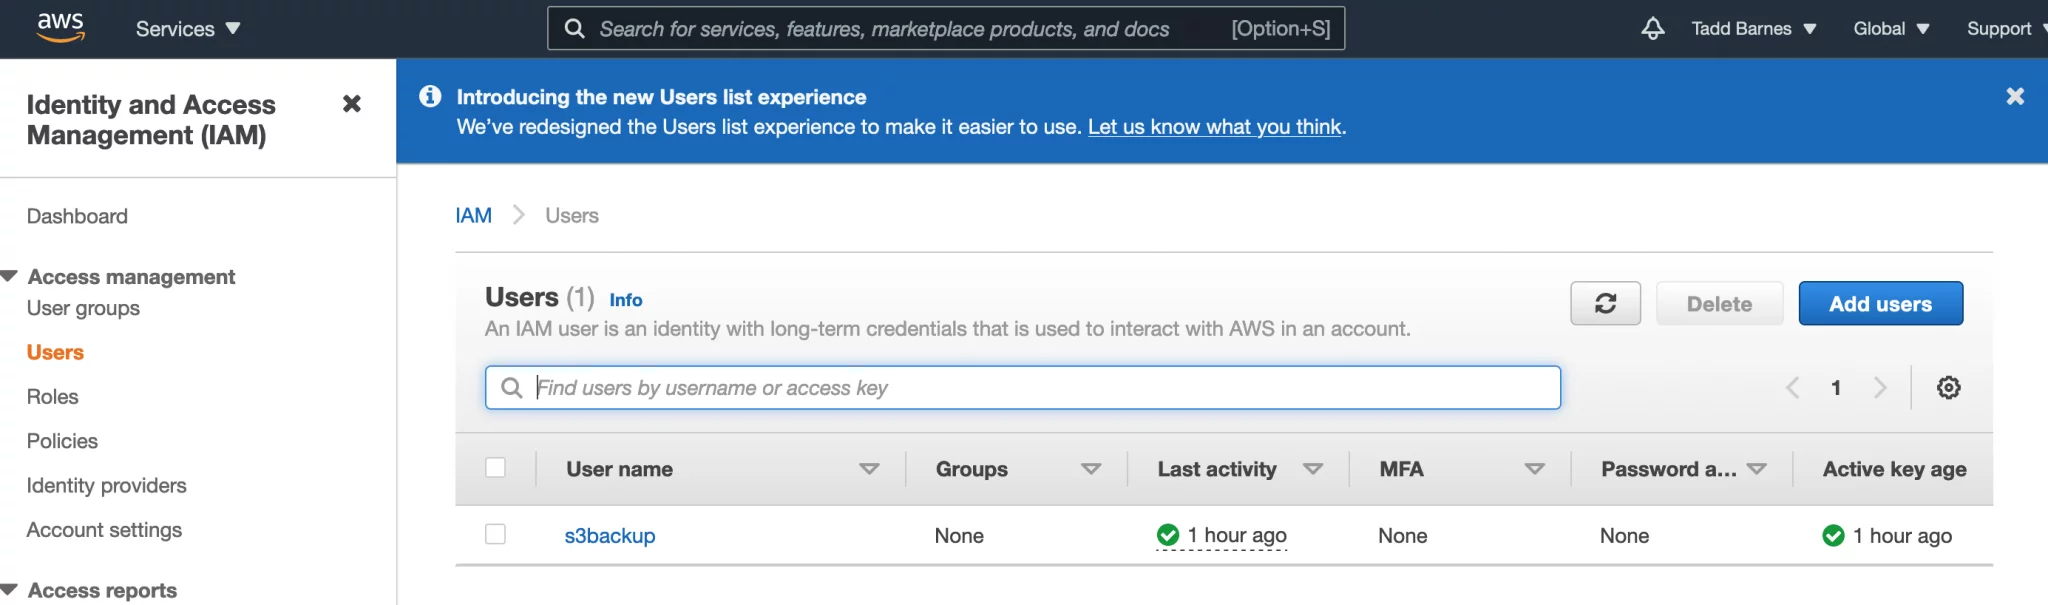 aws
Services
Search for services, features, marketplace products, and docs
[Option+S]
Tadd Barnes
Global
Support
Identity and Access
Management (IAM)
Dashboard
Access management
User groups
Users
Roles
Policies
Identity providers
Account settings
Access reports
Introducing the new Users list experience
We've redesigned the Users list experience to make it easier to use. Let us know what you think.
IAM
Users
Users (1) Info
An IAM user is an identity with long-term credentials that is used to interact with AWS in an account.
Delete
Add users
Find users by username or access key
1
User name Groups Last activity MFA Password a... Active key age
s3backup None 1 hour ago None None 1 hour ago